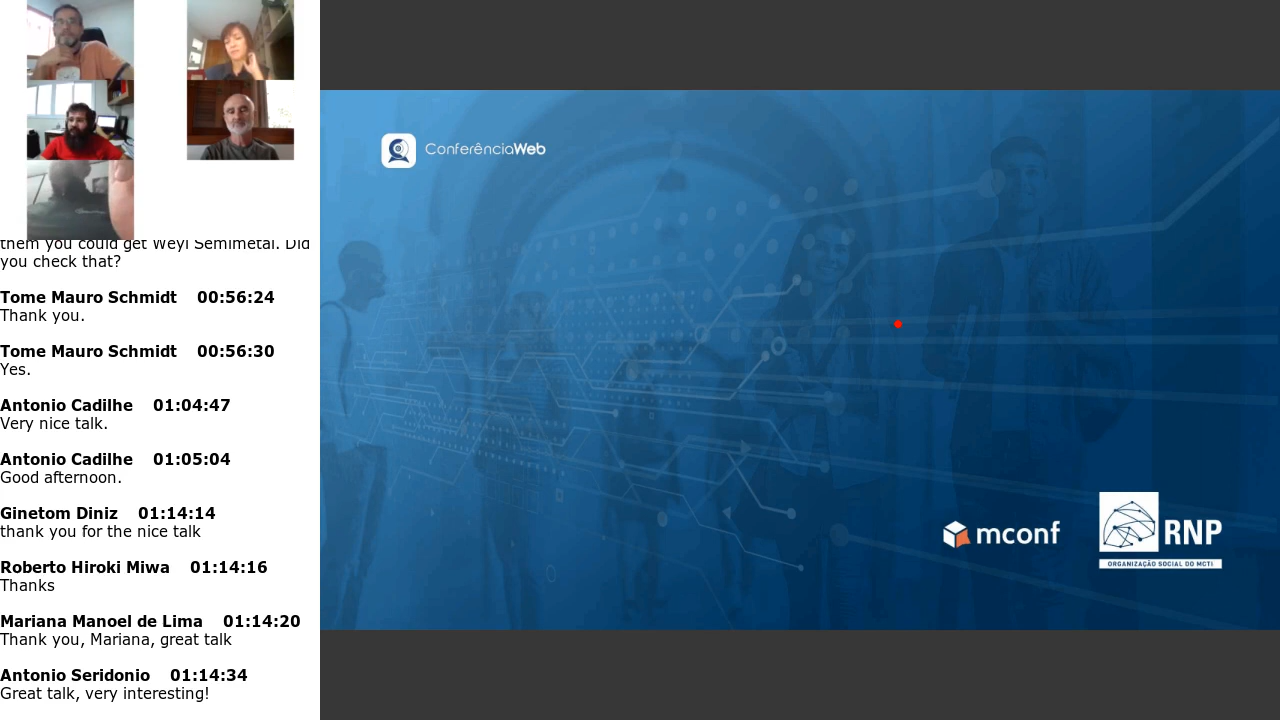 them you could get Weyl Semimetal. Did
you check that?
Tome Mauro Schmidt 00:56:24
Thank you.
Tome Mauro Schmidt 00:56:30
Yes.
Antonio Cadilhe 01:04:47
Very nice talk.
Antonio Cadilhe 01:05:04
Good afternoon.
Ginetom Diniz 01:14:14
thank you for the nice talk
Roberto Hiroki Miwa 01:14:16
Thanks
Mariana Manoel de Lima 01:14:20
Thank you, Mariana, great talk
Antonio Seridonio 01:14:34
Great talk, very interesting!
ConferênciaWeb
mconf
RNP
ORGANIZAÇÃO SOCIAL DO MCTI